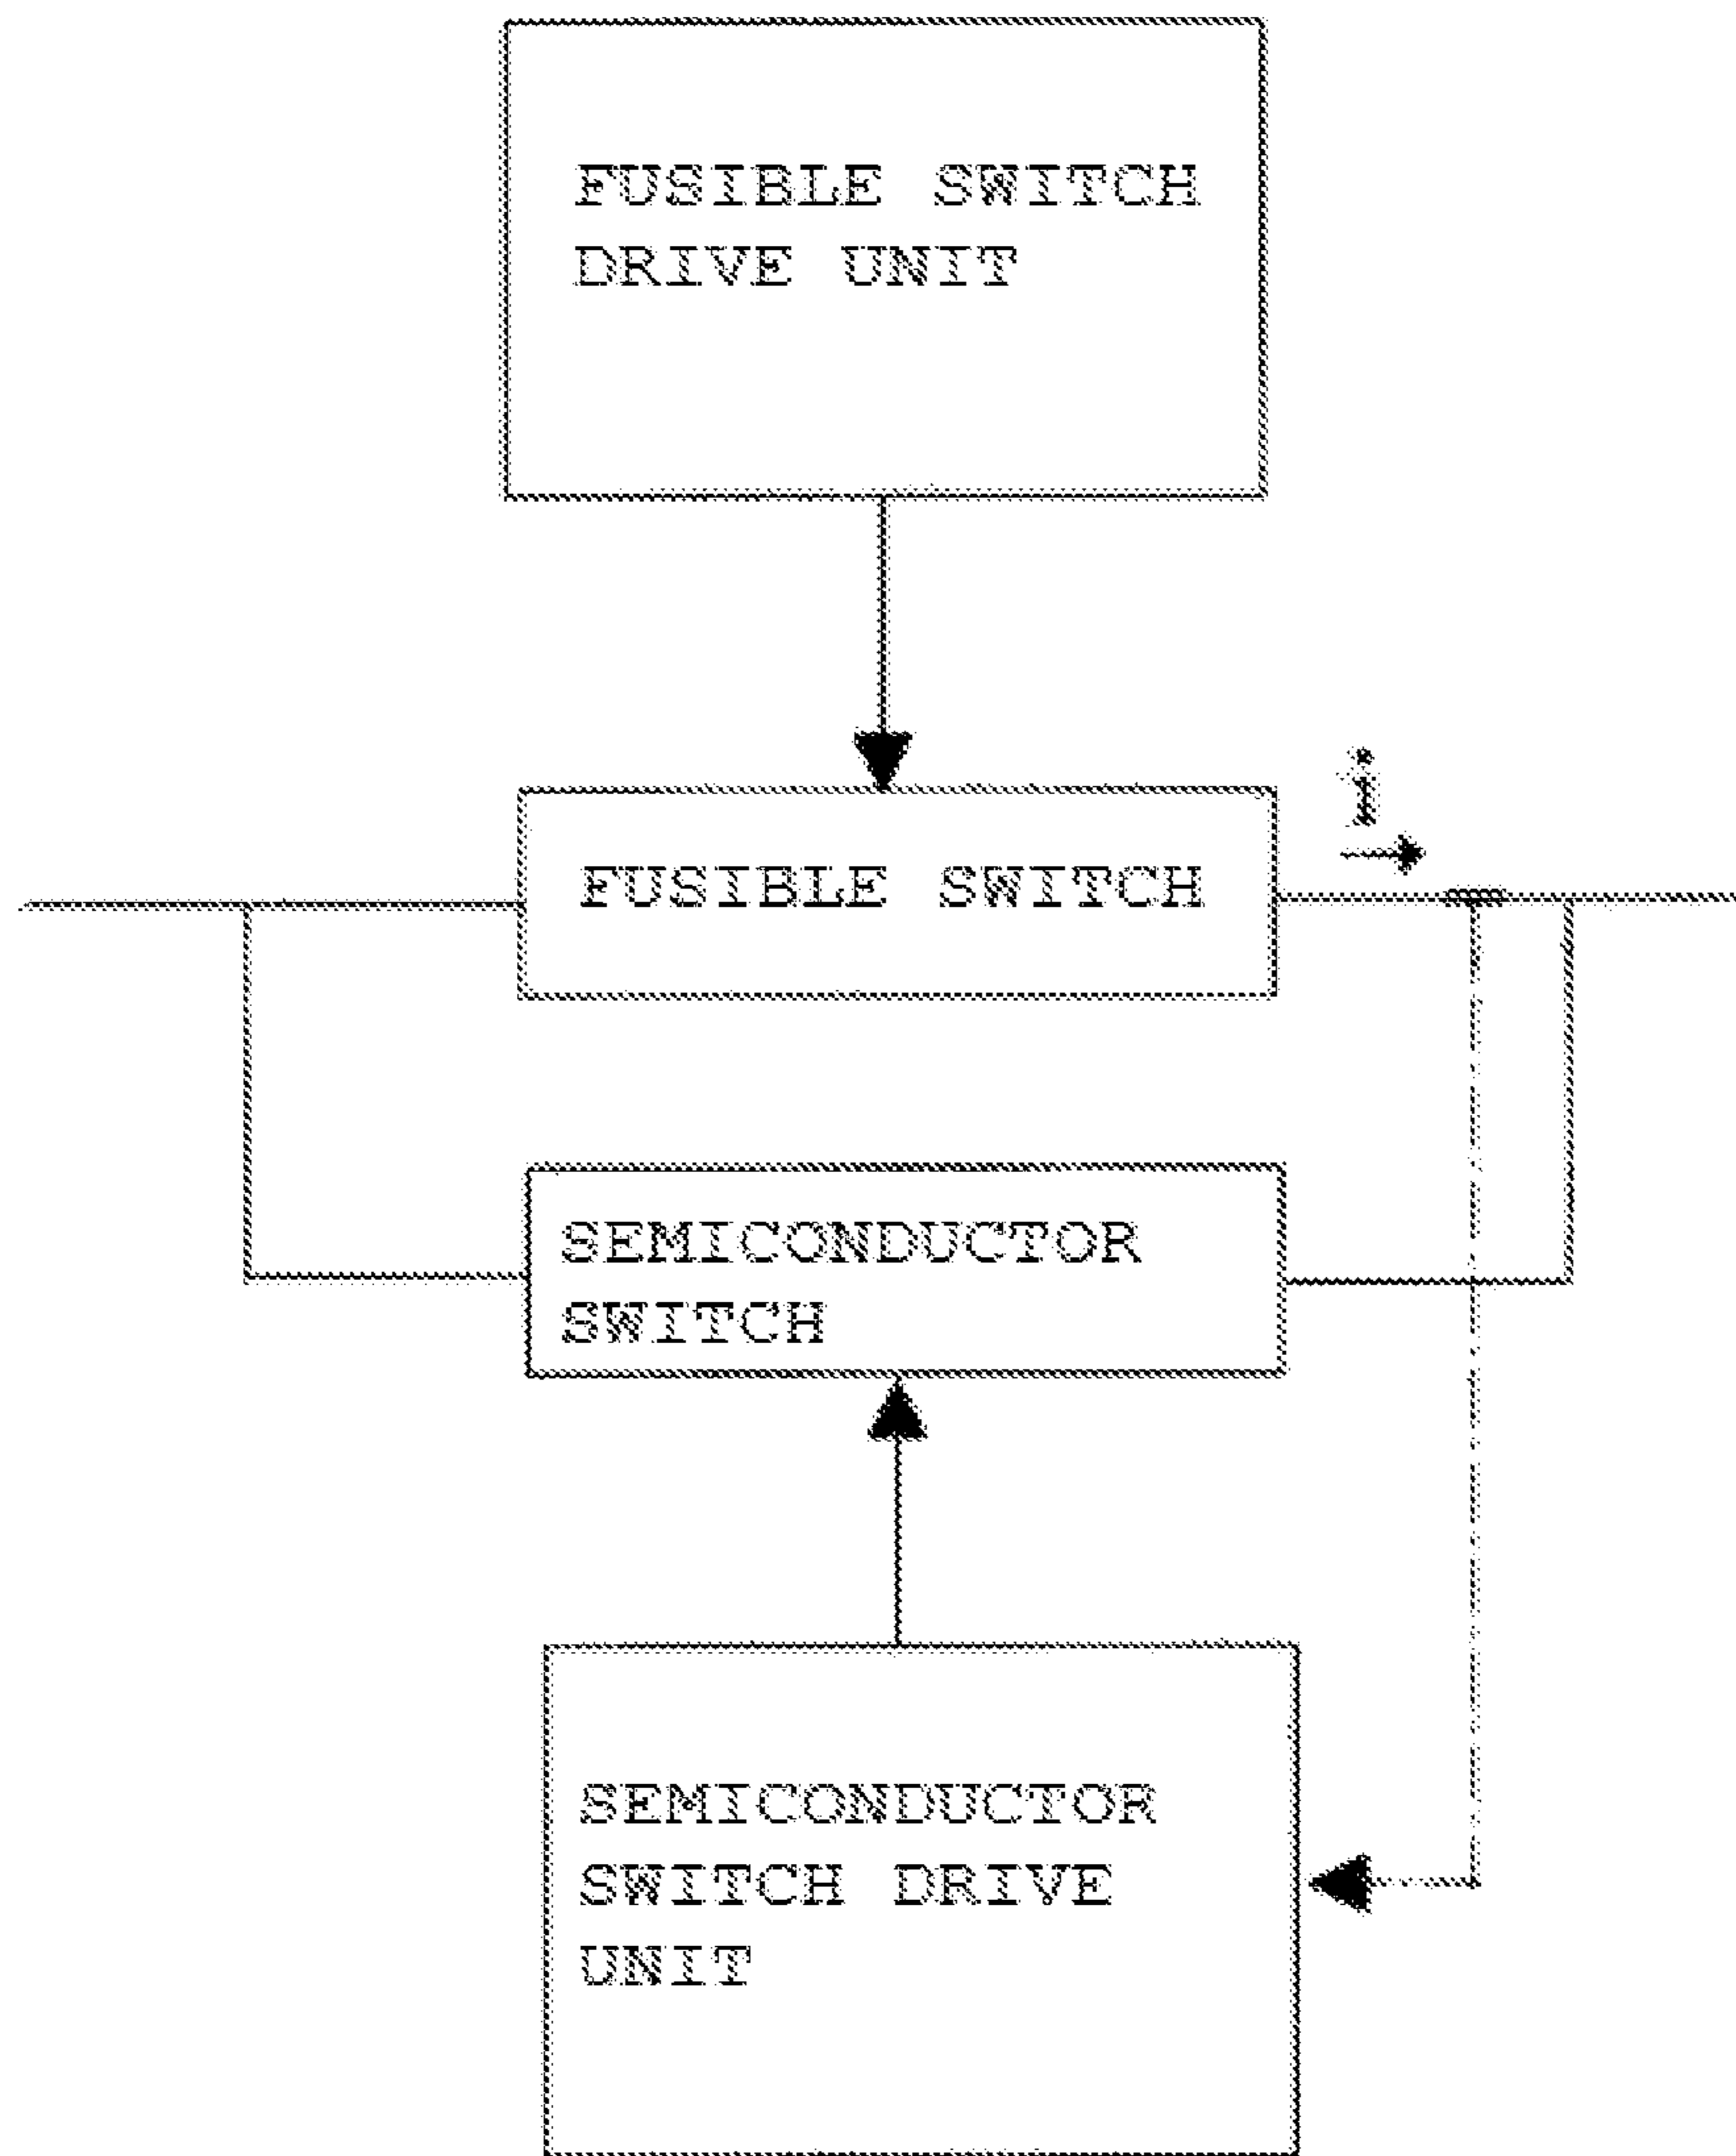 FUSIBLE SWITCH
DRIVE UNIT
i
FUSIBLE SWITCH
SEMICONDUCTOR
SWITCH
SEMICONDUCTOR
SWITCH DRIVE
UNIT